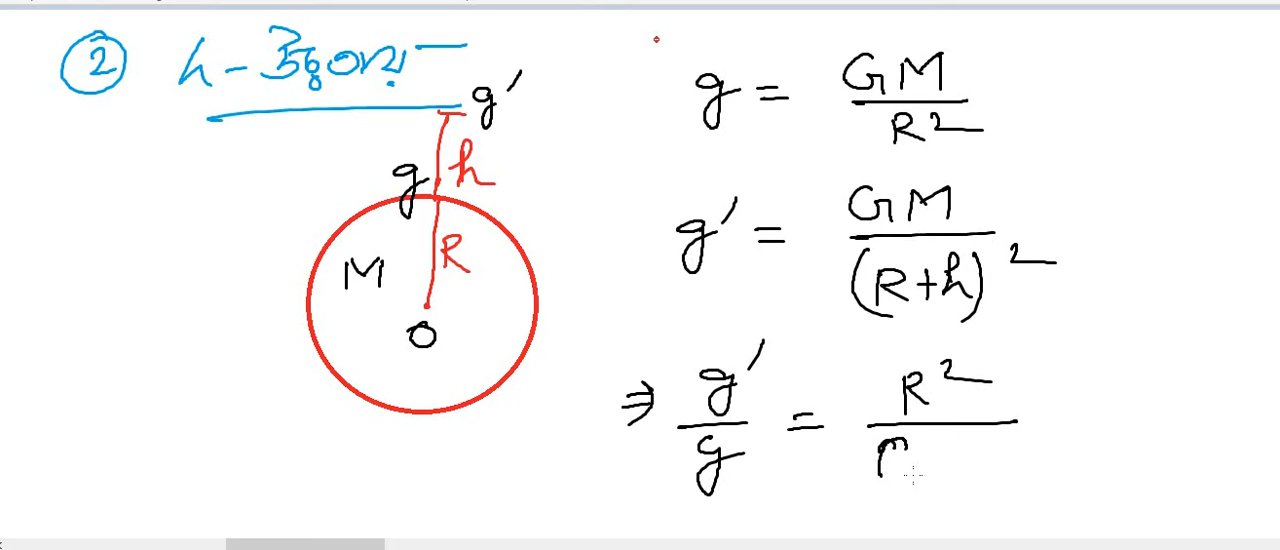 ② h - উচ্চতায়
g'
g h
M R
O
g = GM / R²
g' = GM / (R+h)²
⇒ g' / g = R² /